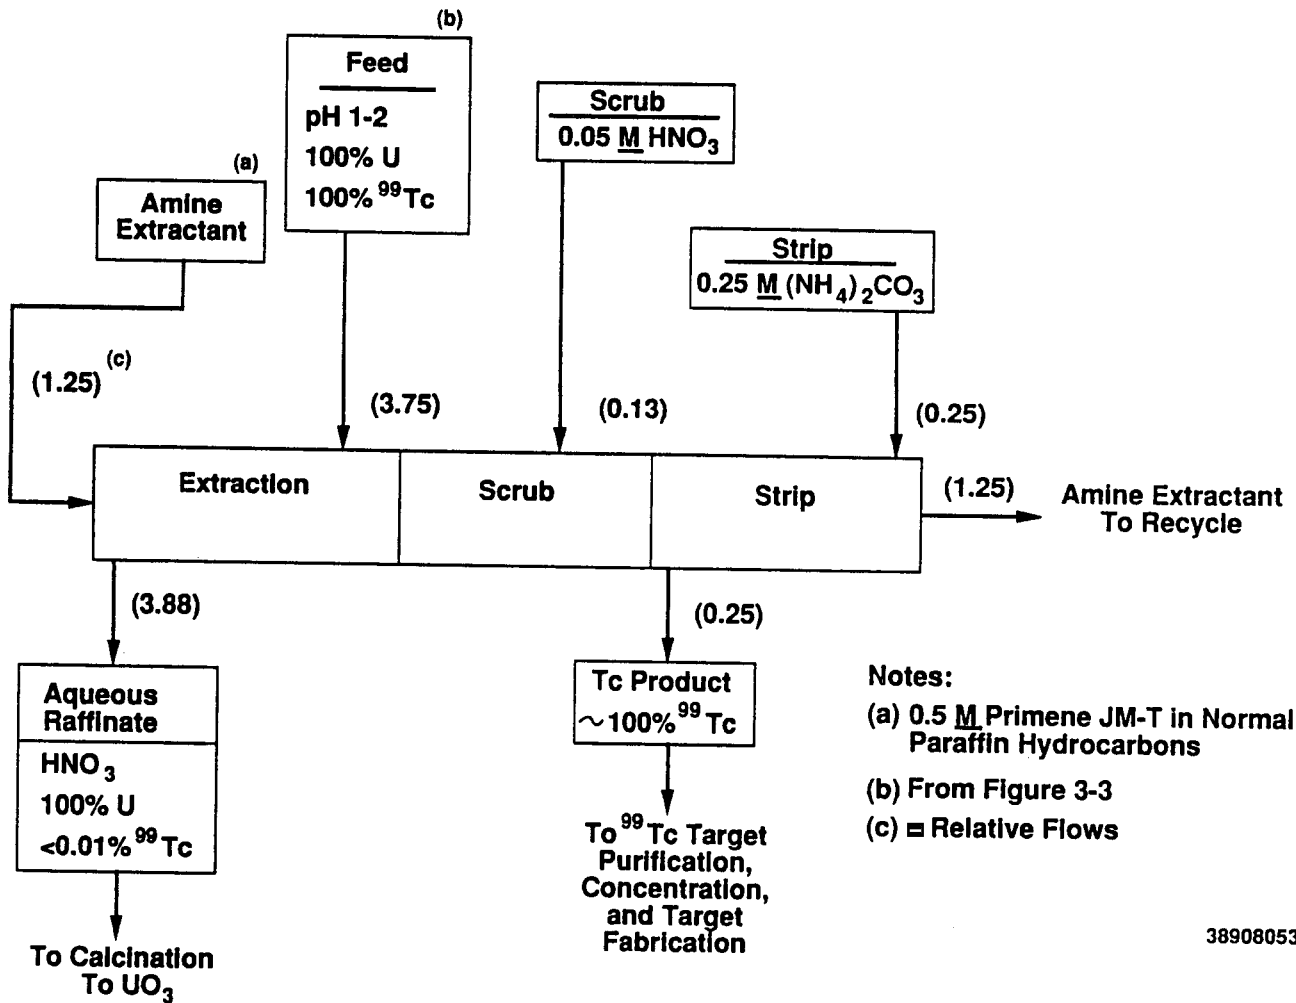 (b)
Feed
pH 1-2
100% U
100% ⁹⁹Tc
Scrub
0.05 M HNO₃
(a)
Amine
Extractant
Strip
0.25 M (NH₄)₂CO₃
(1.25) (c)
(3.75)
(0.13)
(0.25)
Extraction
Scrub
Strip
(1.25)
Amine Extractant
To Recycle
(3.88)
(0.25)
Aqueous
Raffinate
HNO₃
100% U
<0.01% ⁹⁹Tc
To Calcination
To UO₃
Tc Product
~100% ⁹⁹Tc
To ⁹⁹Tc Target
Purification,
Concentration,
and Target
Fabrication
Notes:
(a) 0.5 M Primene JM-T in Normal
Paraffin Hydrocarbons
(b) From Figure 3-3
(c) = Relative Flows
38908053